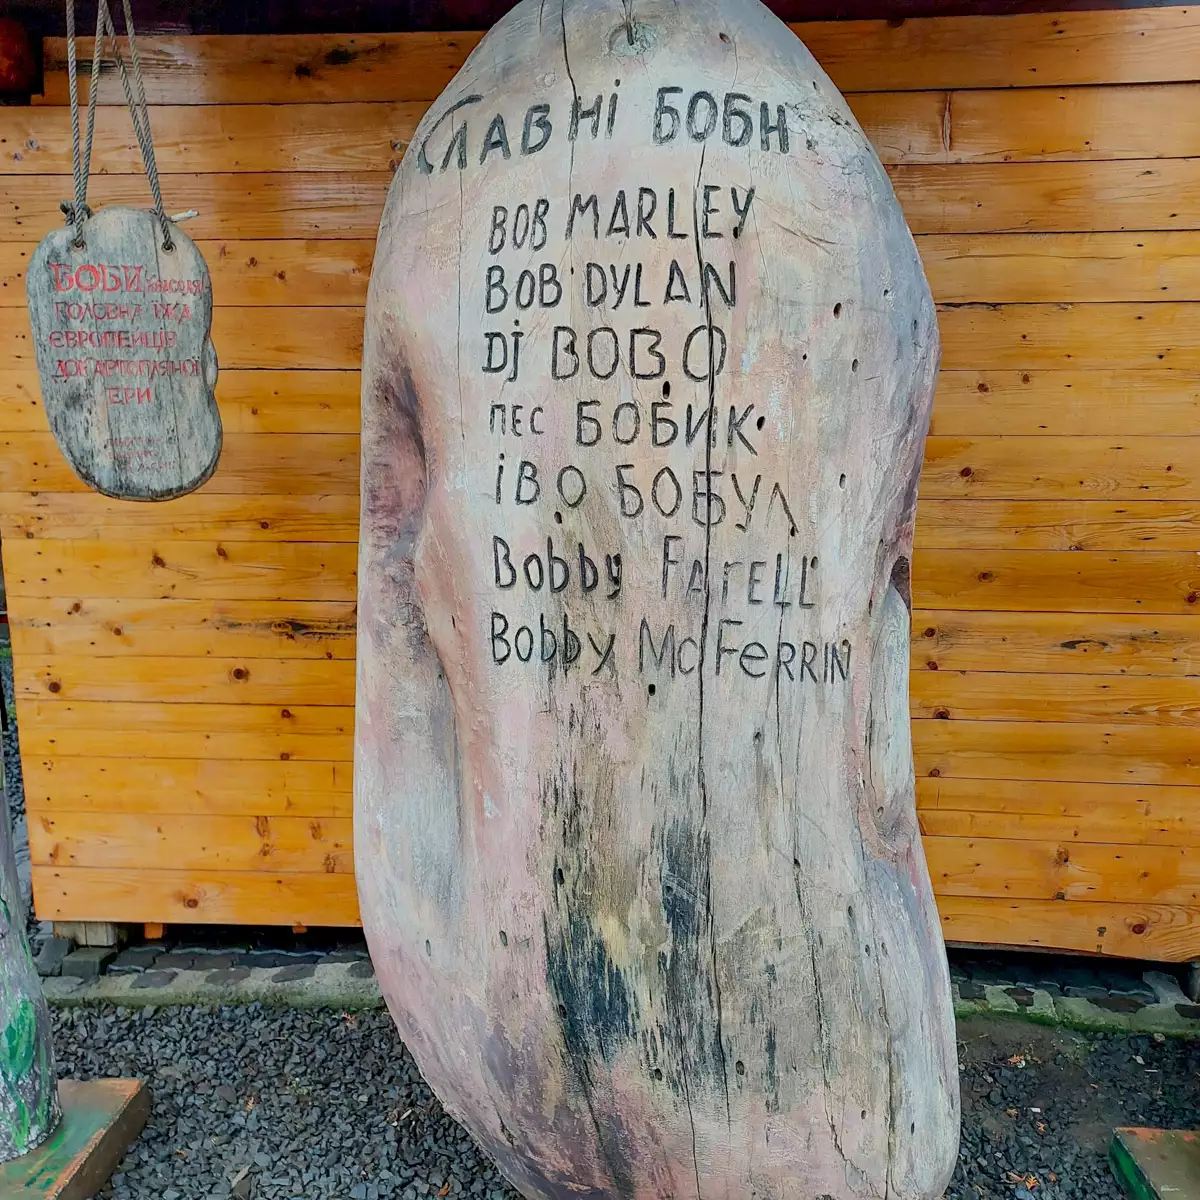 БОБИ КВАСОЛЯ
ГОЛОВНА ЇЖА
ЄВРОПЕЙЦІВ
ДОКАРТОПЛЯНОЇ
ЕРИ
СЛАВНІ БОБИ
BOB MARLEY
BOB DYLAN
Dj BOBO
ПЕС БОБИК
ІВО БОБУЛ
Bobby FArELL
Bobby McFeRRIN